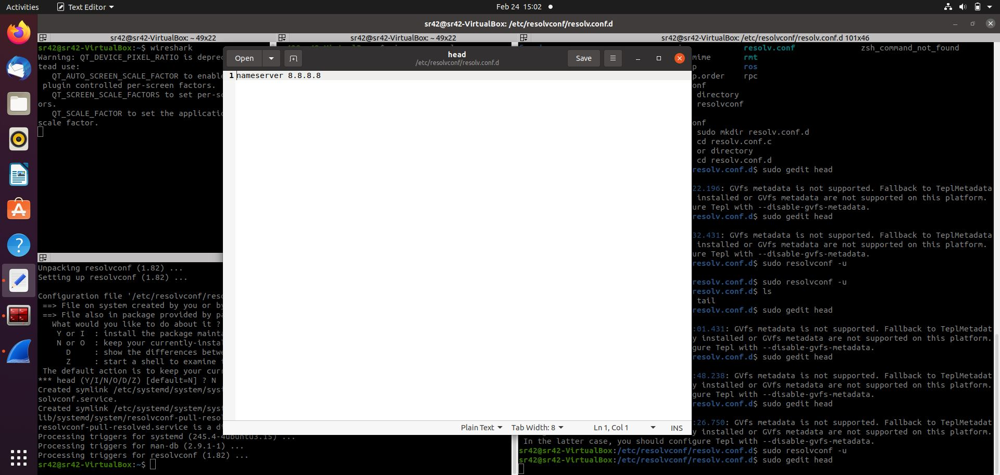 Activities
Text Editor
Feb 24 15:02
sr42@sr42-VirtualBox: /etc/resolvconf/resolv.conf.d
sr42@sr42-VirtualBox: ~ 49x22
sr42@sr42-VirtualBox: ~ 49x22
sr42@sr42-VirtualBox: /etc/resolvconf/resolv.conf.d 101x46
sr42@sr42-VirtualBox:~$ wireshark
Warning: QT_DEVICE_PIXEL_RATIO is deprec
tead use:
QT_AUTO_SCREEN_SCALE_FACTOR to enable
plugin controlled per-screen factors.
QT_SCREEN_SCALE_FACTORS to set per-sc
ors.
QT_SCALE_FACTOR to set the applicatio
scale factor.
Open
head
/etc/resolvconf/resolv.conf.d
Save
1 nameserver 8.8.8.8
Plain Text
Tab Width: 8
Ln 1, Col 1
INS
Unpacking resolvconf (1.82) ...
Setting up resolvconf (1.82) ...
Configuration file '/etc/resolvconf/reso
==> File on system created by you or by
==> File also in package provided by pa
What would you like to do about it ?
Y or I : install the package mainta
N or O : keep your currently-instal
D : show the differences betwe
Z : start a shell to examine t
The default action is to keep your curr
*** head (Y/I/N/O/D/Z) [default=N] ? N
Created symlink /etc/systemd/system/sysi
solvconf.service.
Created symlink /etc/systemd/system/syst
lib/systemd/system/resolvconf-pull-resol
resolvconf-pull-resolved.service is a di
Processing triggers for systemd (245.4-4ubuntu3.15) ...
Processing triggers for man-db (2.9.1-1) ...
Processing triggers for resolvconf (1.82) ...
sr42@sr42-VirtualBox:~$
resolv.conf zsh_command_not_found
mime rmt
p ros
p.order rpc
onf
directory
resolvconf
onf
sudo mkdir resolv.conf.d
cd resolv.conf.c
or directory
cd resolv.conf.d
resolv.conf.d$ sudo gedit head
22.196: GVfs metadata is not supported. Fallback to TeplMetadata
installed or GVfs metadata are not supported on this platform.
ure Tepl with --disable-gvfs-metadata.
resolv.conf.d$ sudo gedit head
32.431: GVfs metadata is not supported. Fallback to TeplMetadata
installed or GVfs metadata are not supported on this platform.
ure Tepl with --disable-gvfs-metadata.
resolv.conf.d$ sudo resolvconf -u
resolv.conf.d$ sudo resolvconf -u
resolv.conf.d$ ls
tail
resolv.conf.d$ sudo gedit head
:01.431: GVfs metadata is not supported. Fallback to TeplMetadat
y installed or GVfs metadata are not supported on this platform.
gure Tepl with --disable-gvfs-metadata.
resolv.conf.d$ sudo gedit head
:48.238: GVfs metadata is not supported. Fallback to TeplMetadat
y installed or GVfs metadata are not supported on this platform.
gure Tepl with --disable-gvfs-metadata.
resolv.conf.d$ sudo gedit head
:26.750: GVfs metadata is not supported. Fallback to TeplMetadat
y installed or GVfs metadata are not supported on this platform.
In the latter case, you should configure Tepl with --disable-gvfs-metadata.
sr42@sr42-VirtualBox:/etc/resolvconf/resolv.conf.d$ sudo resolvconf -u
sr42@sr42-VirtualBox:/etc/resolvconf/resolv.conf.d$ sudo gedit head